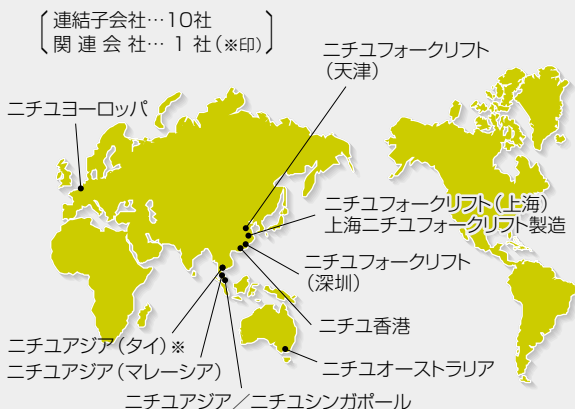 連結子会社…10社
関連会社… 1 社(※印)
ニチユフォークリフト
(天津)
ニチユヨーロッパ
ニチユフォークリフト(上海)
上海ニチユフォークリフト製造
ニチユフォークリフト
(深圳)
ニチユ香港
ニチユアジア(タイ)※
ニチユアジア(マレーシア)
ニチユオーストラリア
ニチユアジア/ニチユシンガポール